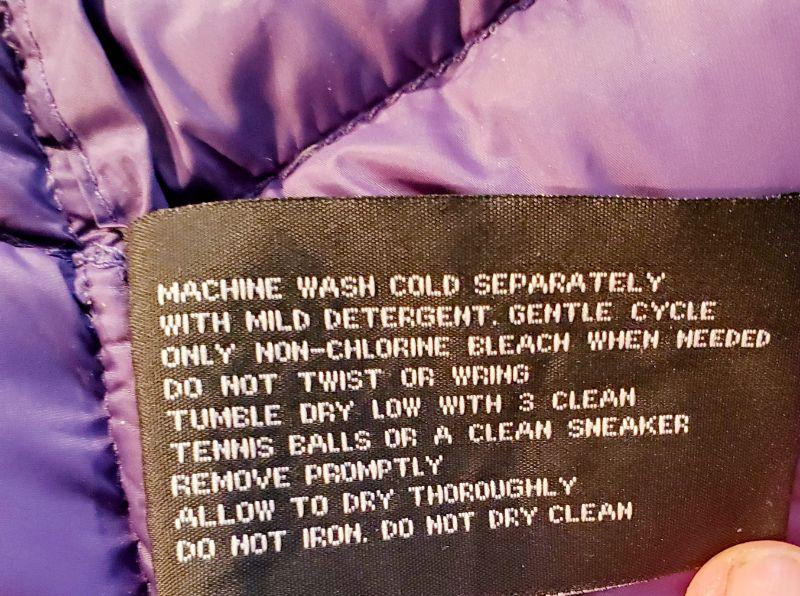 MACHINE WASH COLD SEPARATELY
WITH MILD DETERGENT. GENTLE CYCLE
ONLY NON-CHLORINE BLEACH WHEN NEEDED
DO NOT TWIST OR WRING
TUMBLE DRY LOW WITH 3 CLEAN
TENNIS BALLS OR A CLEAN SNEAKER
REMOVE PROMPTLY
ALLOW TO DRY THOROUGHLY
DO NOT IRON. DO NOT DRY CLEAN